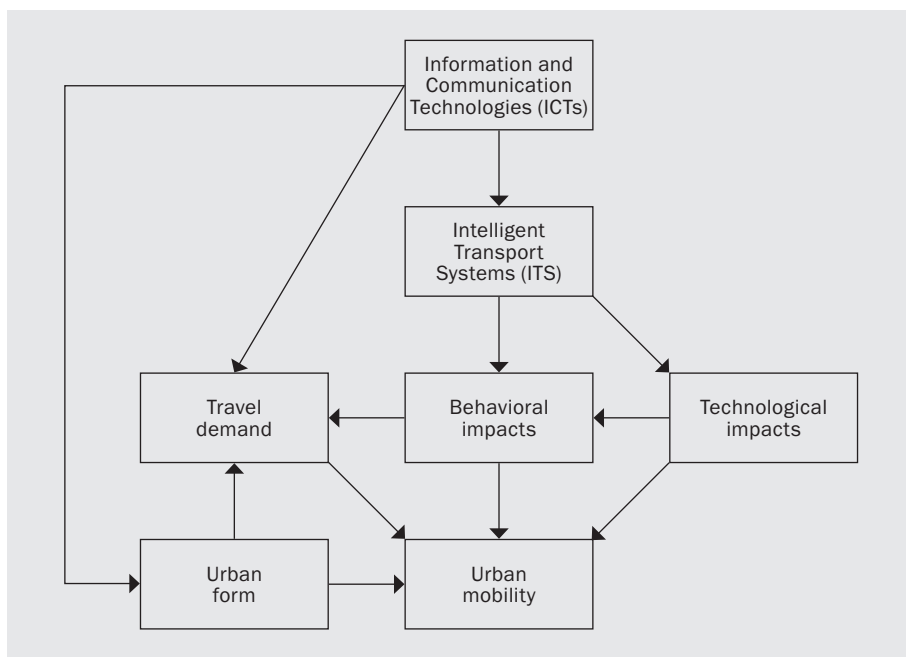 Information and
Communication
Technologies (ICTs)
Intelligent
Transport
Systems (ITS)
Travel
demand
Behavioral
impacts
Technological
impacts
Urban
form
Urban
mobility